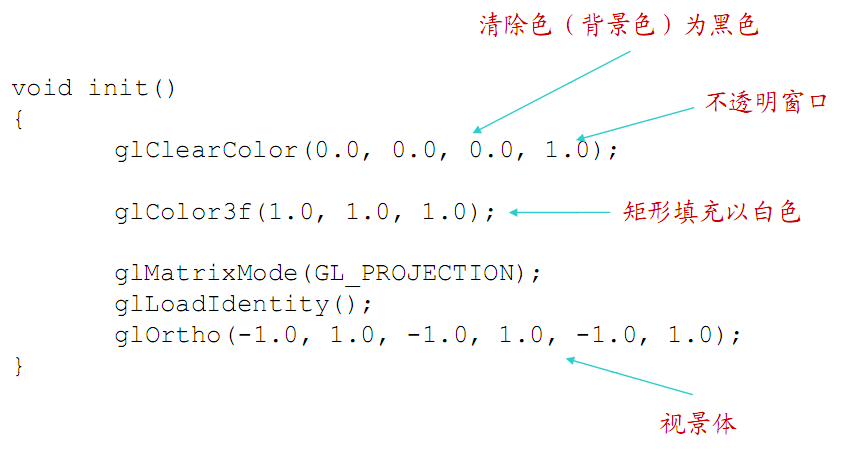 清除色（背景色）为黑色
void init()
不透明窗口
{
glClearColor(0.0, 0.0, 0.0, 1.0);
glColor3f(1.0, 1.0, 1.0);
矩形填充以白色
glMatrixMode(GL_PROJECTION);
glLoadIdentity();
glOrtho(-1.0, 1.0, -1.0, 1.0, -1.0, 1.0);
}
视景体